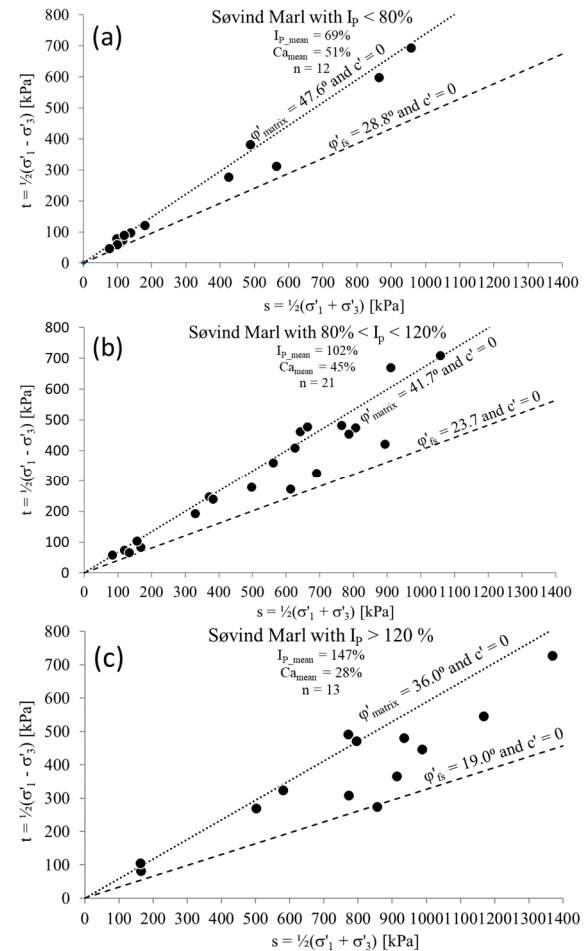 (a)
Søvind Marl with I_P < 80%
I_P_mean = 69%
Ca_mean = 51%
n = 12
φ'_matrix = 47.6º and c' = 0
φ'_fs = 28.8º and c' = 0
t = ½(σ'_1 - σ'_3) [kPa]
800
700
600
500
400
300
200
100
0
0 100 200 300 400 500 600 700 800 900 1000 1100 1200 1300 1400
s = ½(σ'_1 + σ'_3) [kPa]
(b)
Søvind Marl with 80% < I_p < 120%
I_P_mean = 102%
Ca_mean = 45%
n = 21
φ'_matrix = 41.7º and c' = 0
φ'_fs = 23.7 and c' = 0
t = ½(σ'_1 - σ'_3) [kPa]
800
700
600
500
400
300
200
100
0
0 100 200 300 400 500 600 700 800 900 1000 1100 1200 1300 1400
s = ½(σ'_1 + σ'_3) [kPa]
(c)
Søvind Marl with I_P > 120 %
I_P_mean = 147%
Ca_mean = 28%
n = 13
φ'_matrix = 36.0º and c' = 0
φ'_fs = 19.0º and c' = 0
t = ½(σ'_1 - σ'_3) [kPa]
800
700
600
500
400
300
200
100
0
0 100 200 300 400 500 600 700 800 900 1000 1100 1200 1300 1400
s = ½(σ'_1 + σ'_3) [kPa]